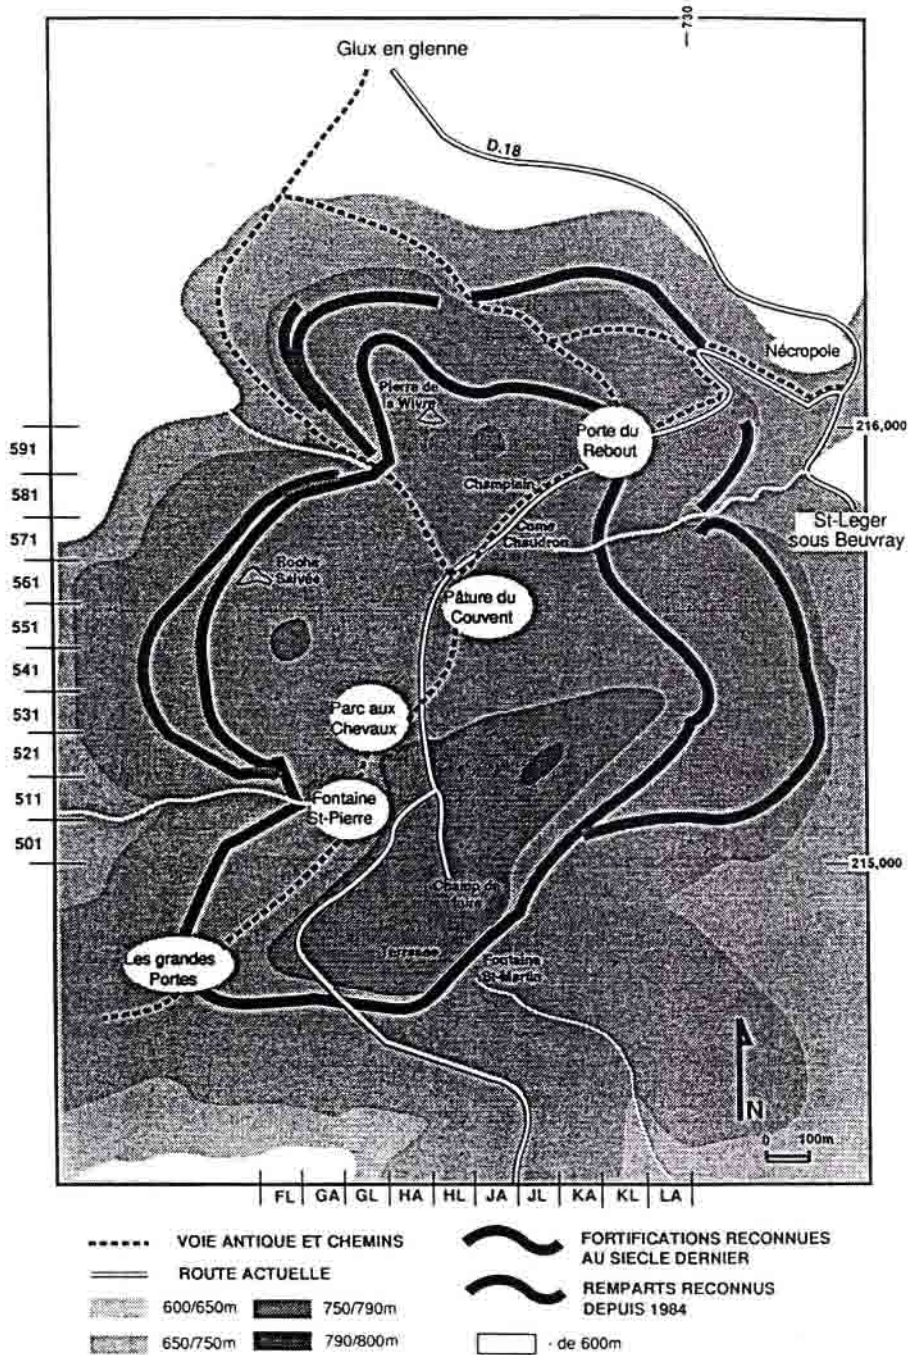 730
Glux en glenne
D.18
Nécropole
Pierre de
la Wivre
Porte du
Rebout
216,000
591
581
571
561
551
541
531
521
511
501
Champlain
Come
Chaudron
St-Leger
sous Beuvray
Roche
Salvée
Pâture du
Couvent
Parc aux
Chevaux
Fontaine
St-Pierre
215,000
Champ de
foire
Les grandes
Portes
Terrasse
Fontaine
St-Martin
N
0 100m
FL GA GL HA HL JA JL KA KL LA
VOIE ANTIQUE ET CHEMINS
ROUTE ACTUELLE
600/650m
750/790m
650/750m
790/800m
FORTIFICATIONS RECONNUES
AU SIECLE DERNIER
REMPARTS RECONNUS
DEPUIS 1984
- de 600m